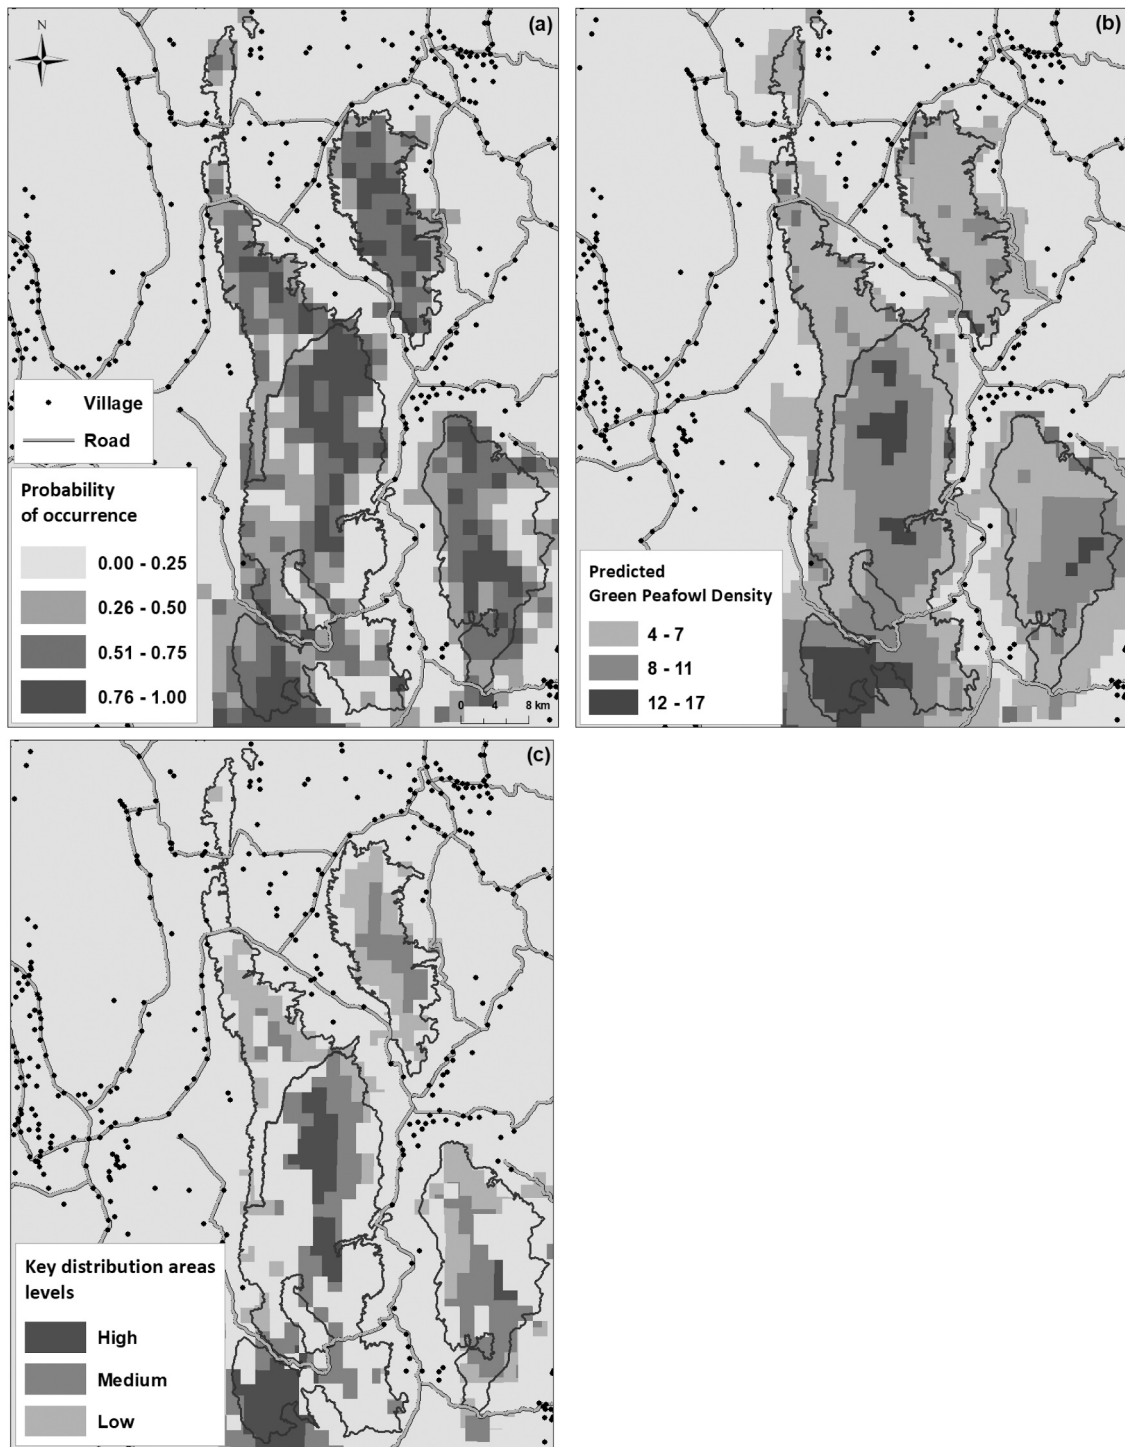 N
(a)
Village
Road
Probability
of occurrence
0.00 - 0.25
0.26 - 0.50
0.51 - 0.75
0.76 - 1.00
0 4 8 km
(b)
Predicted
Green Peafowl Density
4 - 7
8 - 11
12 - 17
(c)
Key distribution areas
levels
High
Medium
Low